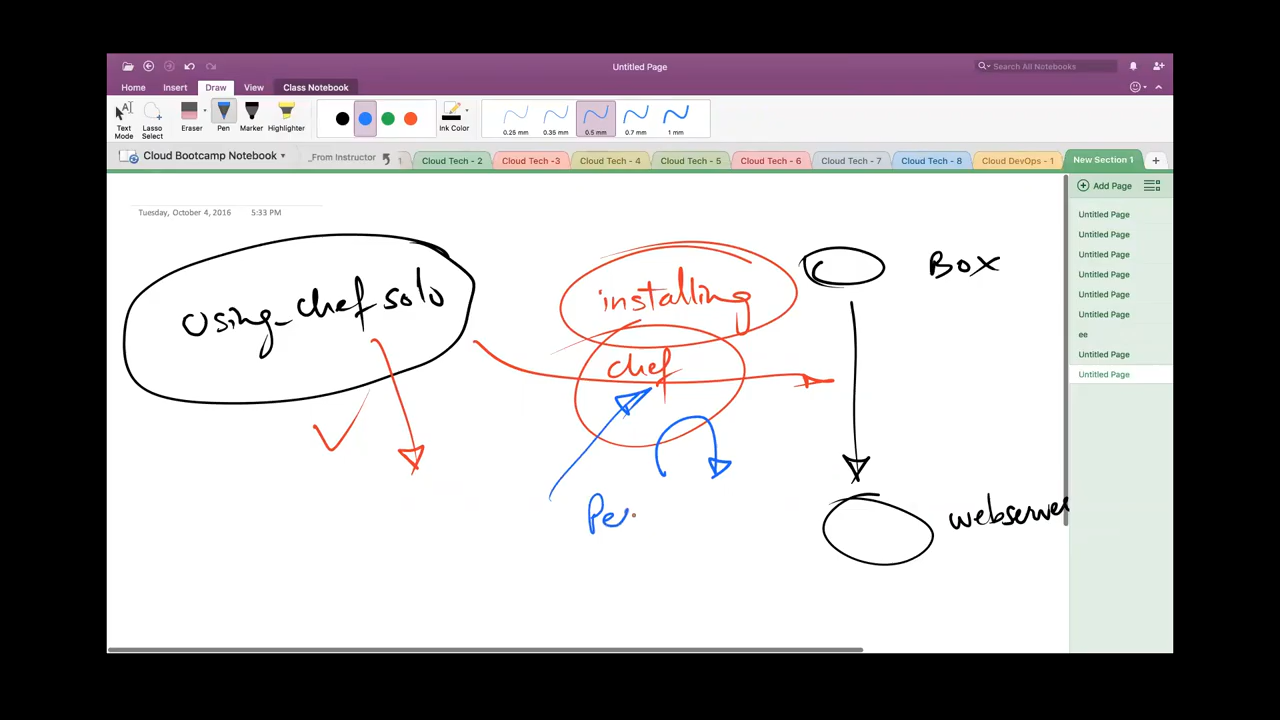 Untitled Page
Search All Notebooks
Home Insert Draw View Class Notebook
Text Mode
Lasso Select
Eraser
Pen
Marker
Highlighter
Ink Color
0.25 mm
0.35 mm
0.5 mm
0.7 mm
1 mm
Cloud Bootcamp Notebook
_From Instructor
1
Cloud Tech - 2
Cloud Tech -3
Cloud Tech - 4
Cloud Tech - 5
Cloud Tech - 6
Cloud Tech - 7
Cloud Tech - 8
Cloud DevOps - 1
New Section 1
+
Add Page
Untitled Page
Untitled Page
Untitled Page
Untitled Page
Untitled Page
Untitled Page
ee
Untitled Page
Untitled Page
Tuesday, October 4, 2016 5:33 PM
Using-chef solo
installing
chef
Box
Pe
webserver